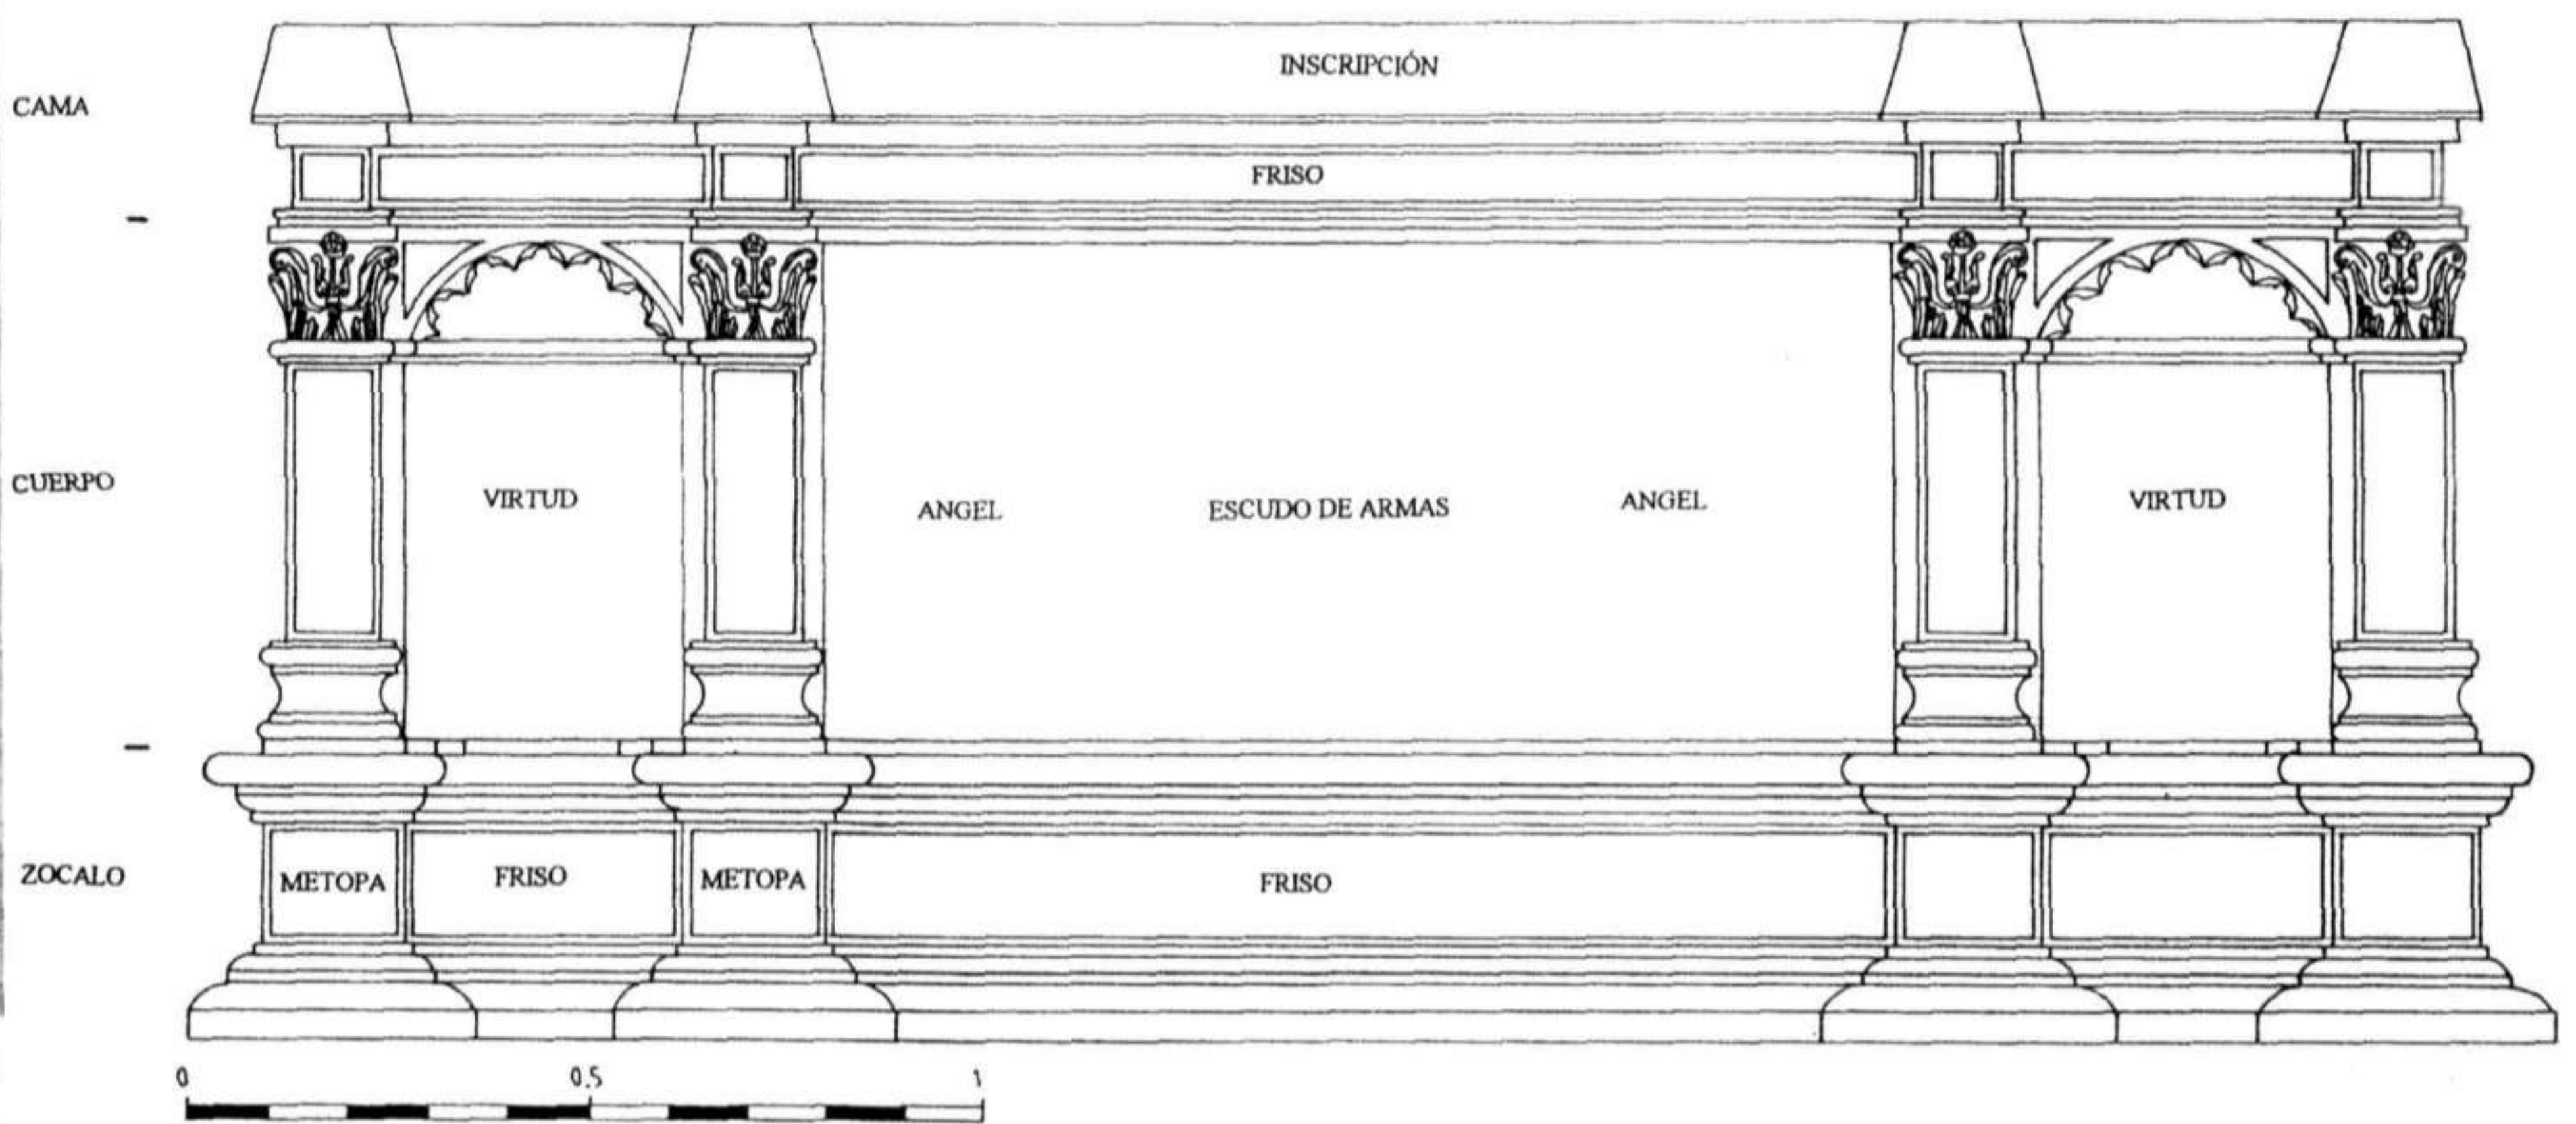 INSCRIPCIÓN
CAMA
FRISO
CUERPO
VIRTUD
ANGEL
ESCUDO DE ARMAS
ANGEL
VIRTUD
ZOCALO
METOPA
FRISO
METOPA
FRISO
0 0.5 1